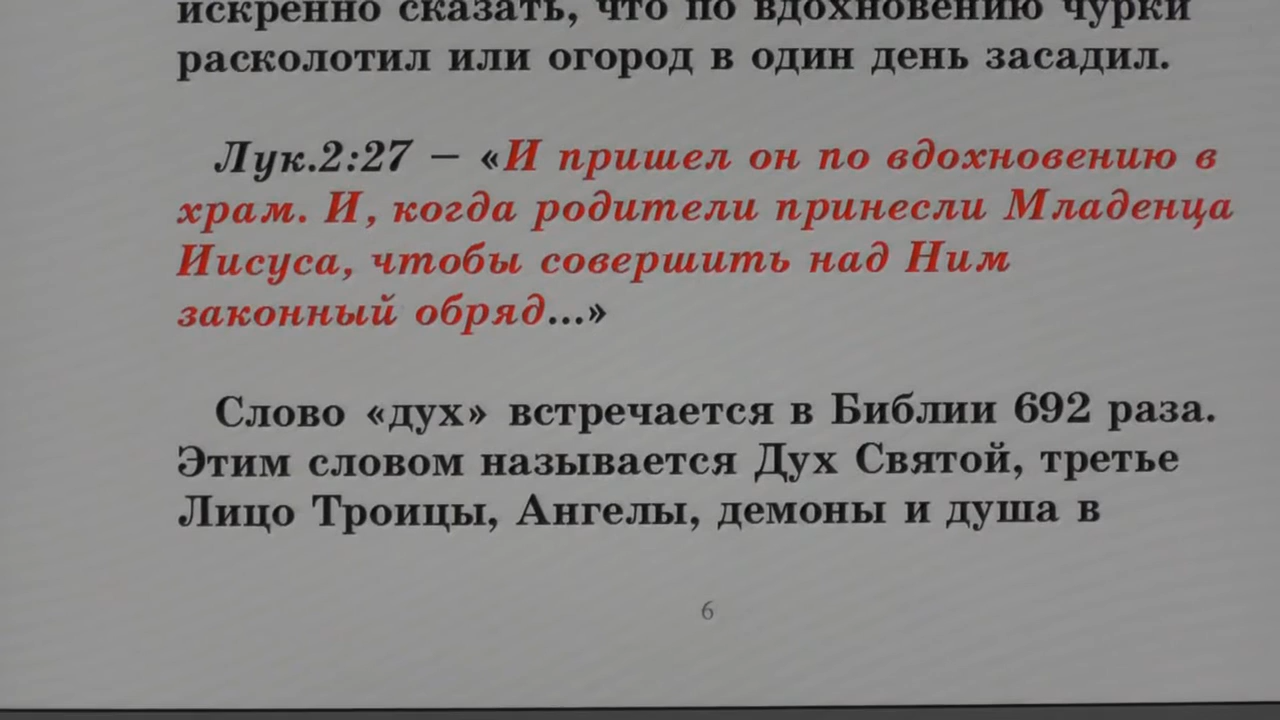 искренно сказать, что по вдохновению чурки
расколотил или огород в один день засадил.
Лук.2:27 – «И пришел он по вдохновению в
храм. И, когда родители принесли Младенца
Иисуса, чтобы совершить над Ним
законный обряд...»
Слово «дух» встречается в Библии 692 раза.
Этим словом называется Дух Святой, третье
Лицо Троицы, Ангелы, демоны и душа в
6